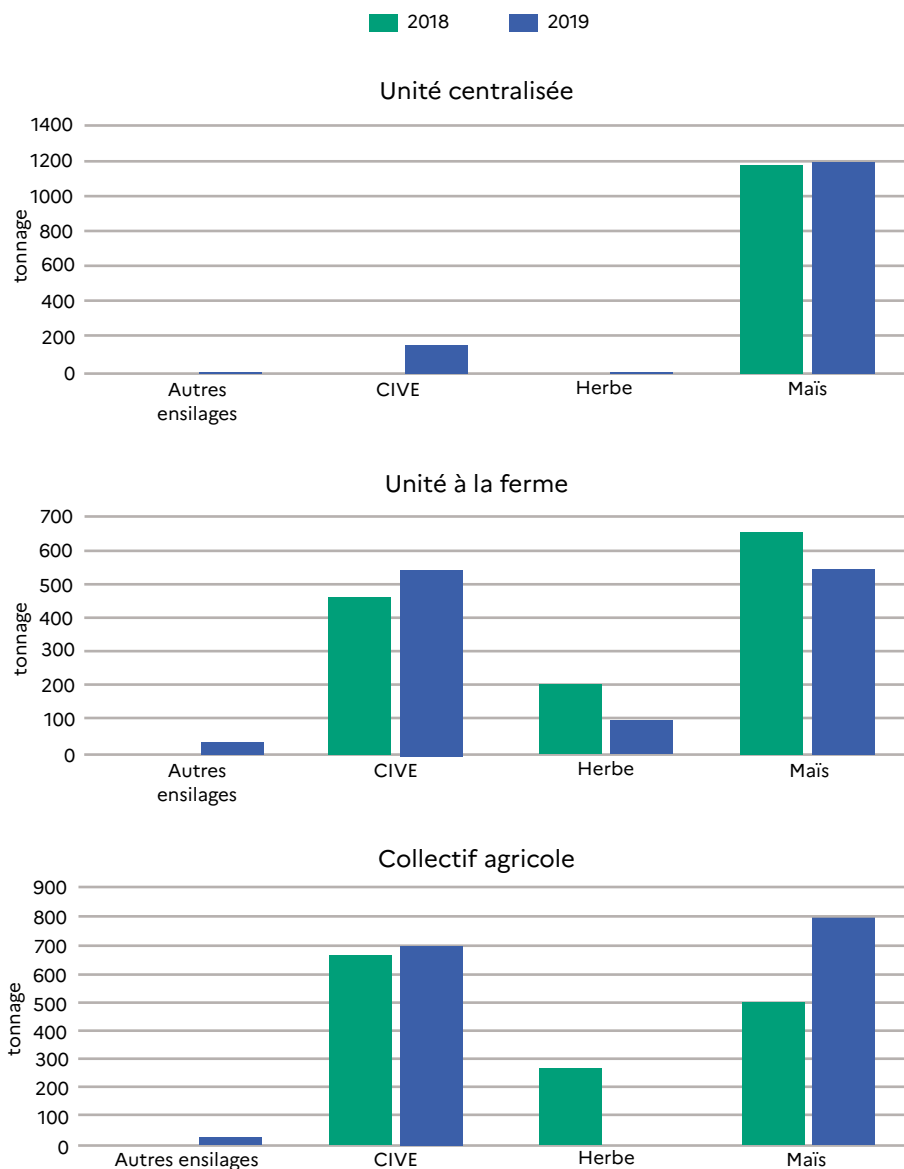 2018 2019
Unité centralisée
1400
1200
1000
800
600
400
200
0
tonnage
Autres
ensilages
CIVE
Herbe
Maïs
Unité à la ferme
700
600
500
400
300
200
100
0
tonnage
Autres
ensilages
CIVE
Herbe
Maïs
Collectif agricole
900
800
700
600
500
400
300
200
100
0
tonnage
Autres ensilages
CIVE
Herbe
Maïs